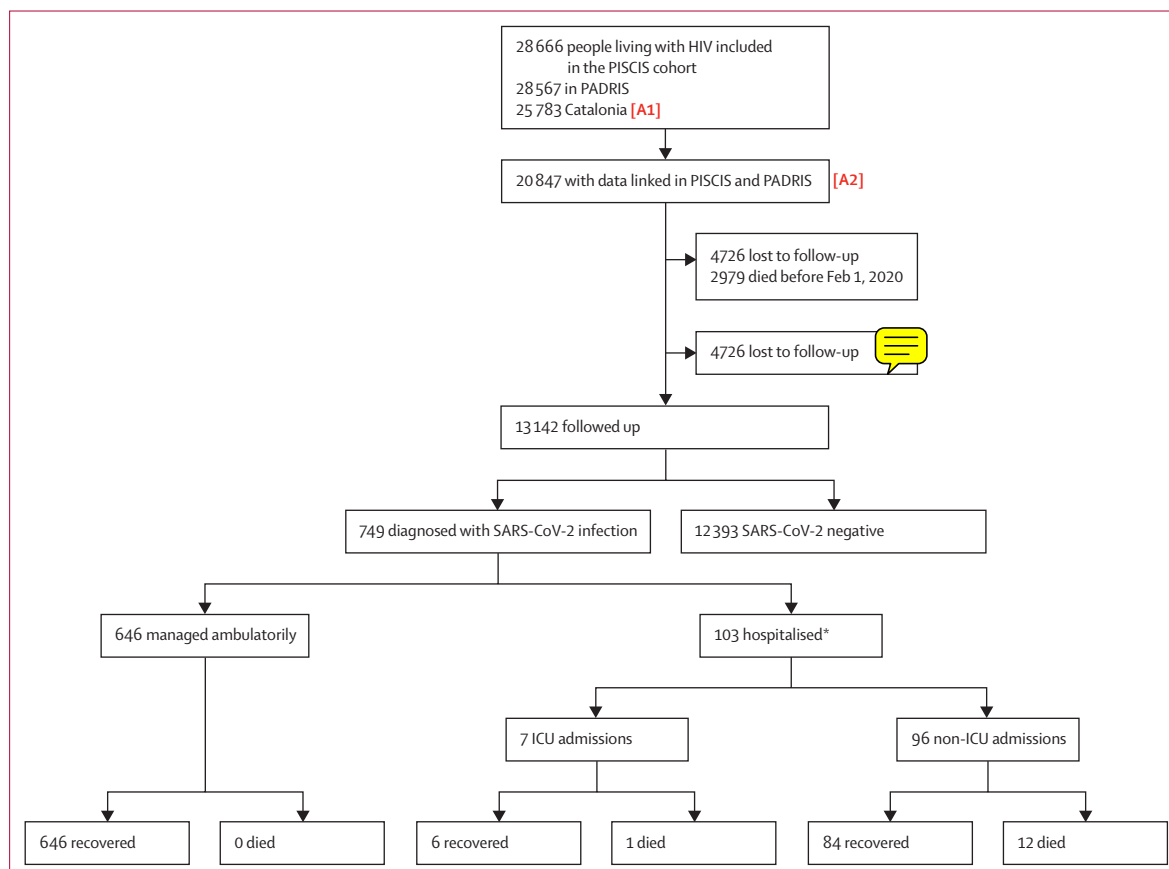 28 666 people living with HIV included
in the PISCIS cohort
28 567 in PADRIS
25 783 Catalonia [A1]
20 847 with data linked in PISCIS and PADRIS [A2]
4726 lost to follow-up
2979 died before Feb 1, 2020
4726 lost to follow-up
13 142 followed up
749 diagnosed with SARS-CoV-2 infection
12 393 SARS-CoV-2 negative
646 managed ambulatorily
103 hospitalised*
7 ICU admissions
96 non-ICU admissions
646 recovered
0 died
6 recovered
1 died
84 recovered
12 died